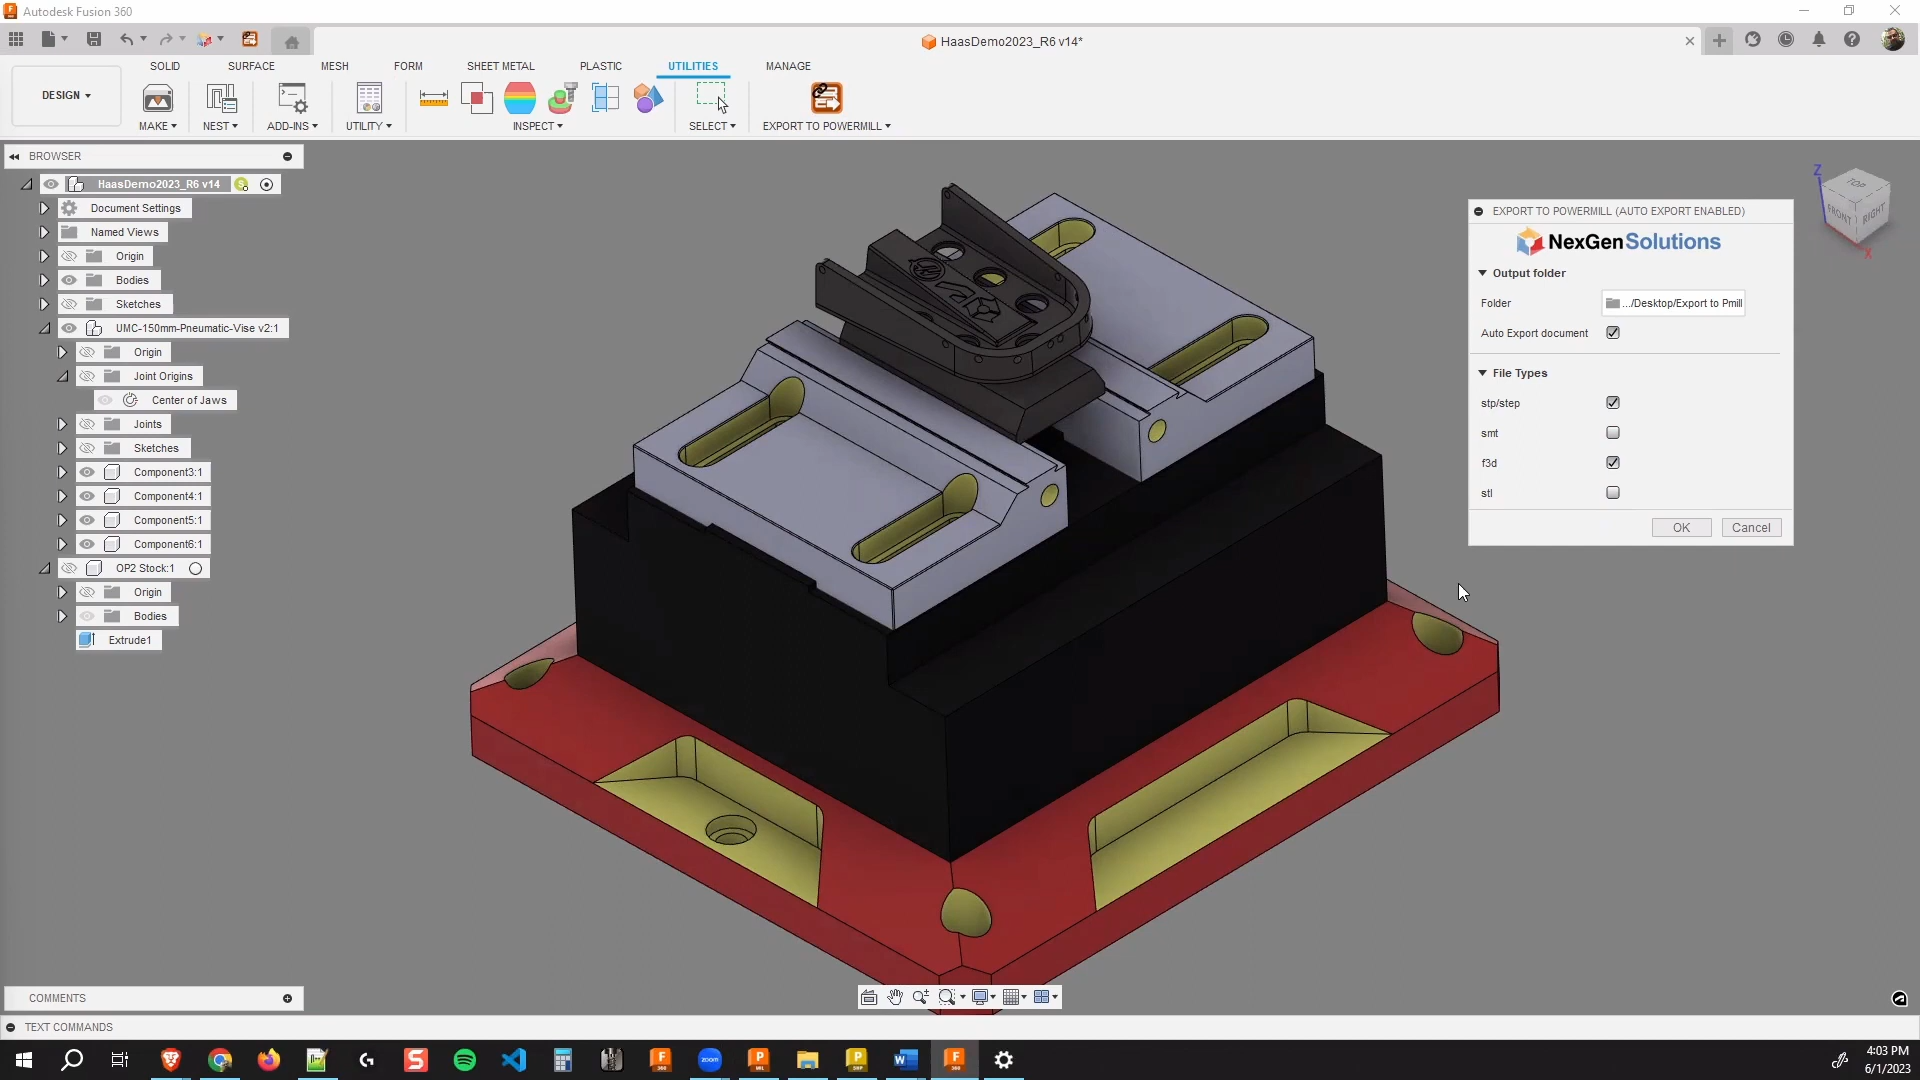 Autodesk Fusion 360
HaasDemo2023_R6 v14*
SOLID
SURFACE
MESH
FORM
SHEET METAL
PLASTIC
UTILITIES
MANAGE
DESIGN
MAKE
NEST
ADD-INS
UTILITY
INSPECT
SELECT
EXPORT TO POWERMILL
BROWSER
HaasDemo2023_R6 v14
Document Settings
Named Views
Origin
Bodies
Sketches
UMC-150mm-Pneumatic-Vise v2:1
Origin
Joint Origins
Center of Jaws
Joints
Sketches
Component3:1
Component4:1
Component5:1
Component6:1
OP2 Stock:1
Origin
Bodies
Extrude1
Z
TOP
FRONT
RIGHT
X
EXPORT TO POWERMILL (AUTO EXPORT ENABLED)
NexGenSolutions
Output folder
Folder
.../Desktop/Export to Pmill
Auto Export document
File Types
stp/step
smt
f3d
stl
OK
Cancel
COMMENTS
TEXT COMMANDS
4:03 PM
6/1/2023